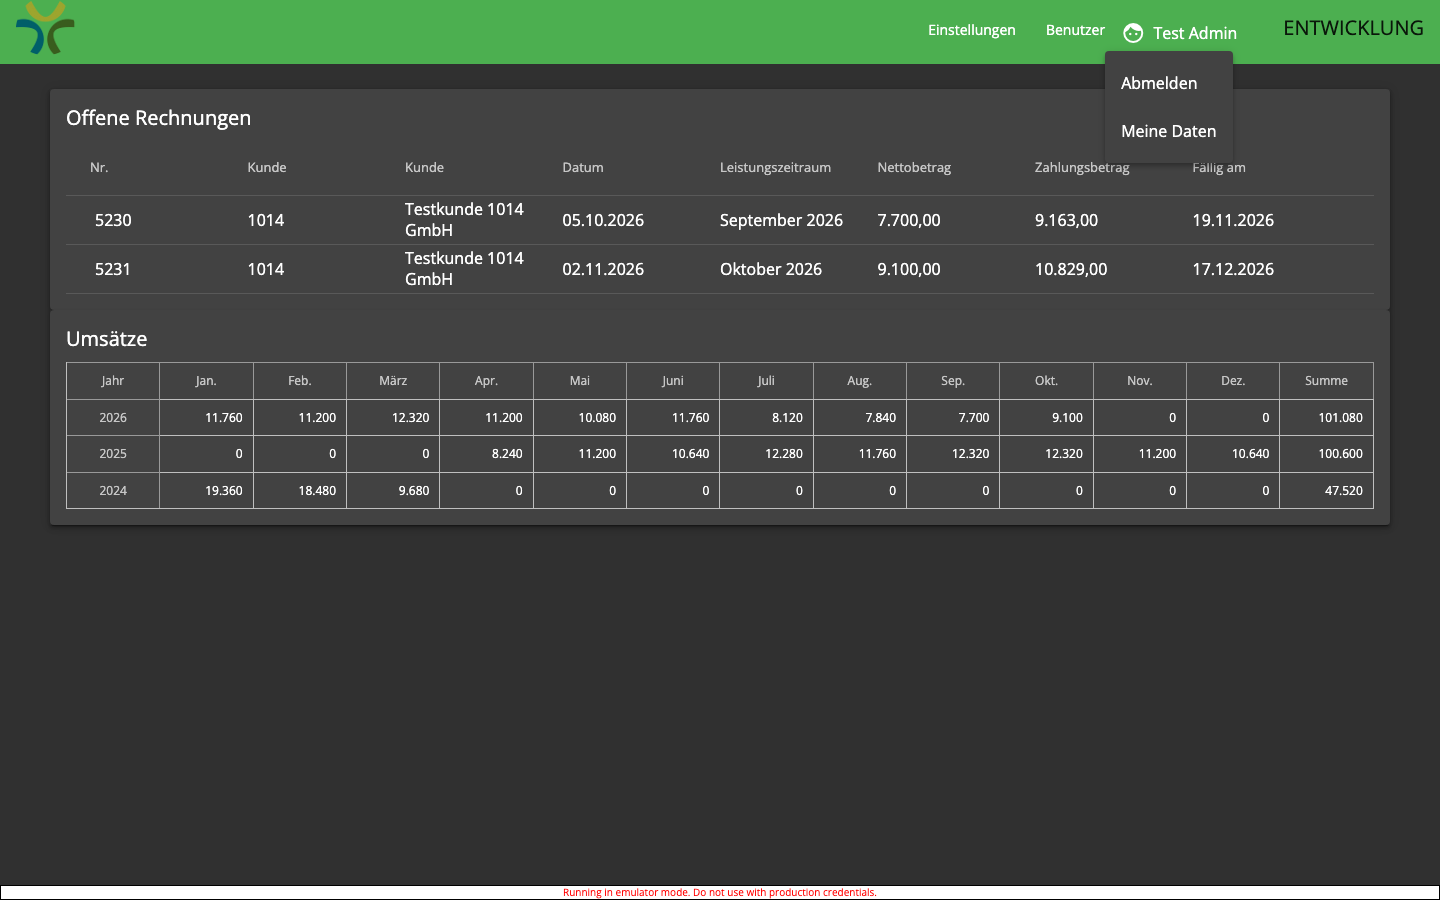 Einstellungen Benutzer Test Admin ENTWICKLUNG
Abmelden
Meine Daten
Offene Rechnungen
Nr. Kunde Kunde Datum Leistungszeitraum Nettobetrag Zahlungsbetrag Fällig am
5230 1014 Testkunde 1014 GmbH 05.10.2026 September 2026 7.700,00 9.163,00 19.11.2026
5231 1014 Testkunde 1014 GmbH 02.11.2026 Oktober 2026 9.100,00 10.829,00 17.12.2026
Umsätze
Jahr Jan. Feb. März Apr. Mai Juni Juli Aug. Sep. Okt. Nov. Dez. Summe
2026 11.760 11.200 12.320 11.200 10.080 11.760 8.120 7.840 7.700 9.100 0 0 101.080
2025 0 0 0 8.240 11.200 10.640 12.280 11.760 12.320 12.320 11.200 10.640 100.600
2024 19.360 18.480 9.680 0 0 0 0 0 0 0 0 0 47.520
Running in emulator mode. Do not use with production credentials.